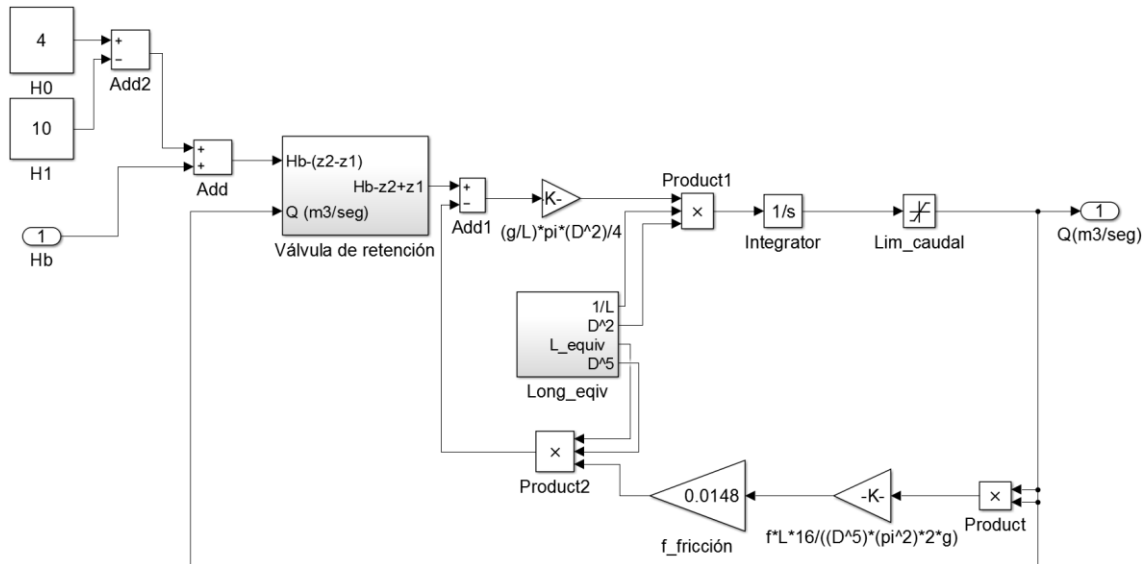 4
+
−
H0
Add2
10
H1
+
+
Add
Hb-(z2-z1)
Hb-z2+z1
Q (m3/seg)
Válvula de retención
1
Hb
+
−
Add1
K-
(g/L)*pi*(D^2)/4
Product1
×
1/s
Integrator
Lim_caudal
1
Q(m3/seg)
1/L
D^2
L_equiv
D^5
Long_eqiv
×
Product2
0.0148
f_fricción
-K-
f*L*16/((D^5)*(pi^2)*2*g)
×
Product